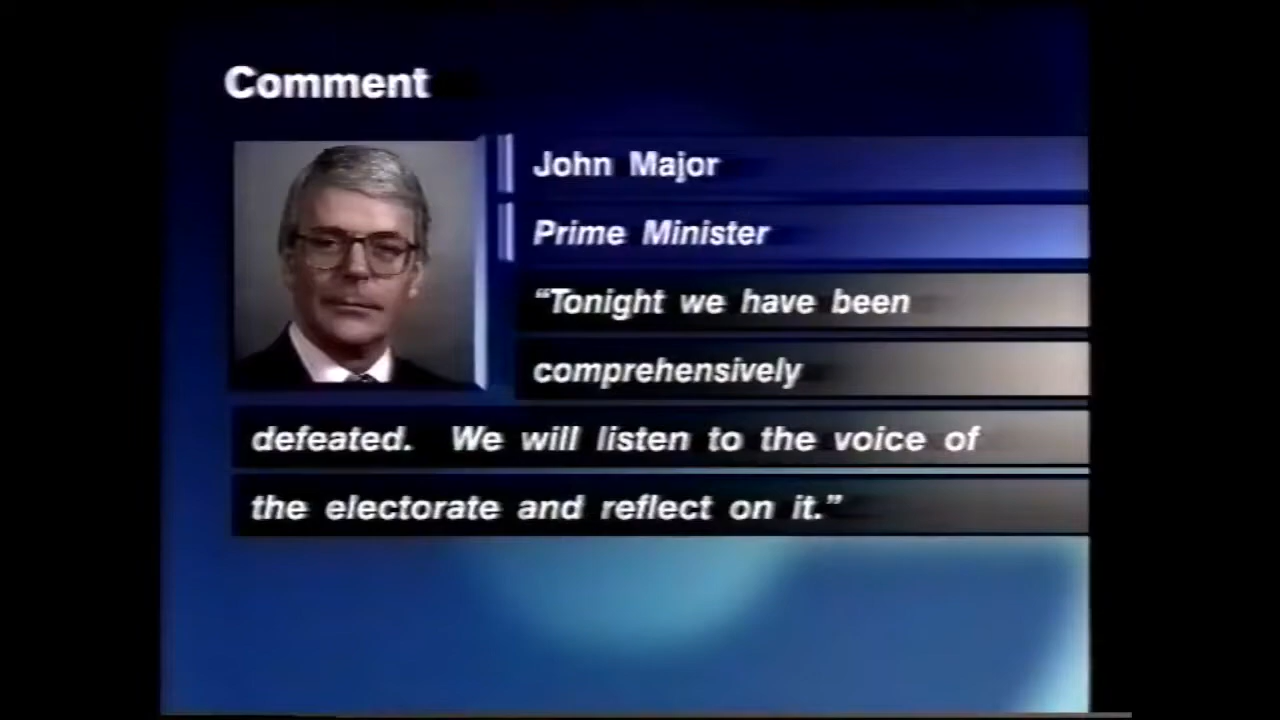 Comment
John Major
Prime Minister
“Tonight we have been
comprehensively
defeated. We will listen to the voice of
the electorate and reflect on it.”